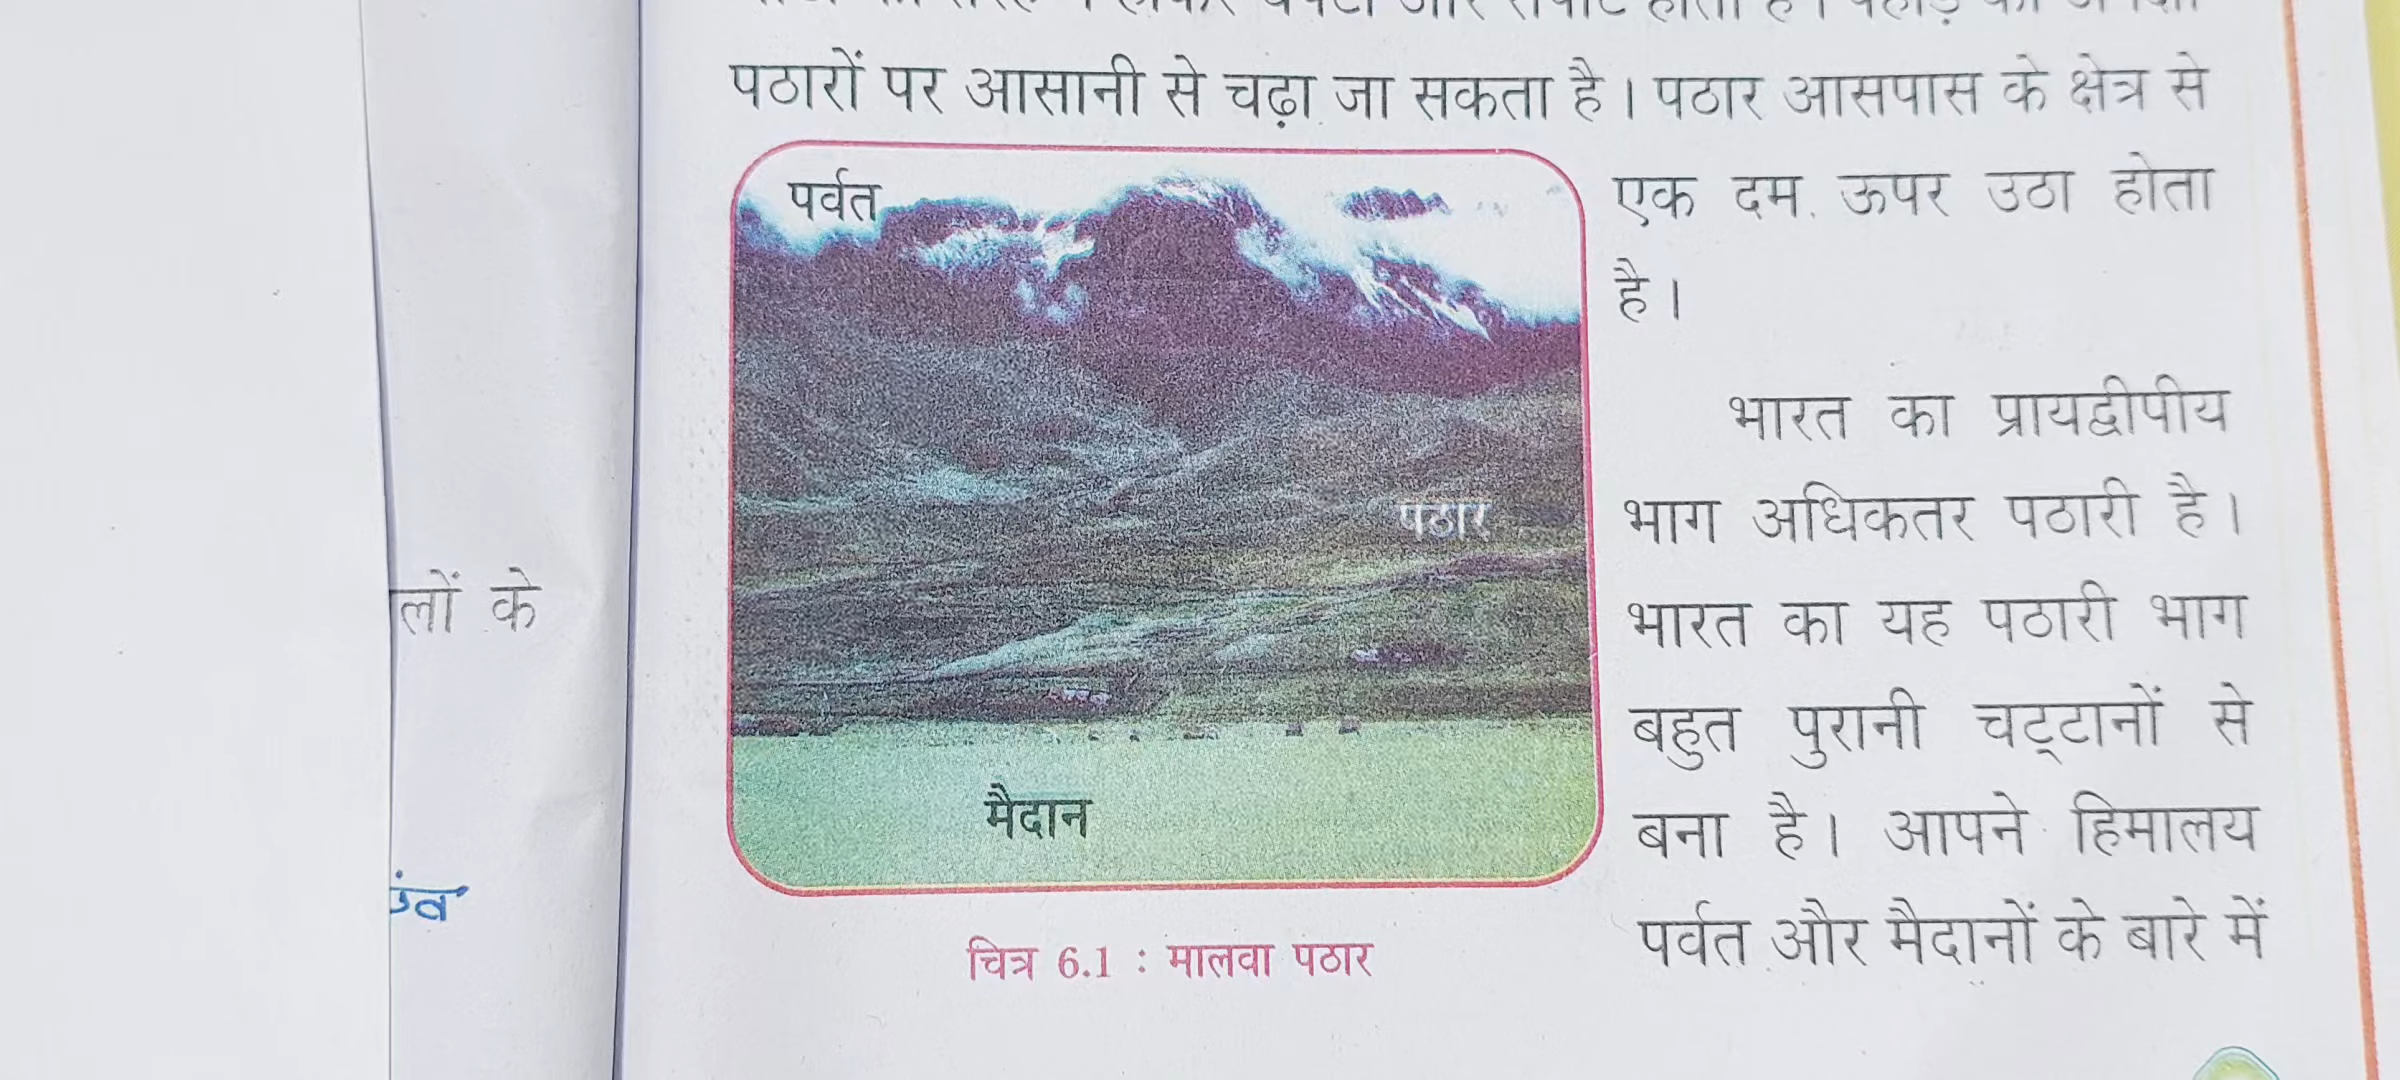 पठारों पर आसानी से चढ़ा जा सकता है। पठार आसपास के क्षेत्र से
पर्वत
पठार
मैदान
चित्र 6.1 : मालवा पठार
एक दम ऊपर उठा होता
है।
भारत का प्रायद्वीपीय
भाग अधिकतर पठारी है।
भारत का यह पठारी भाग
बहुत पुरानी चट्टानों से
बना है। आपने हिमालय
पर्वत और मैदानों के बारे में
लों के